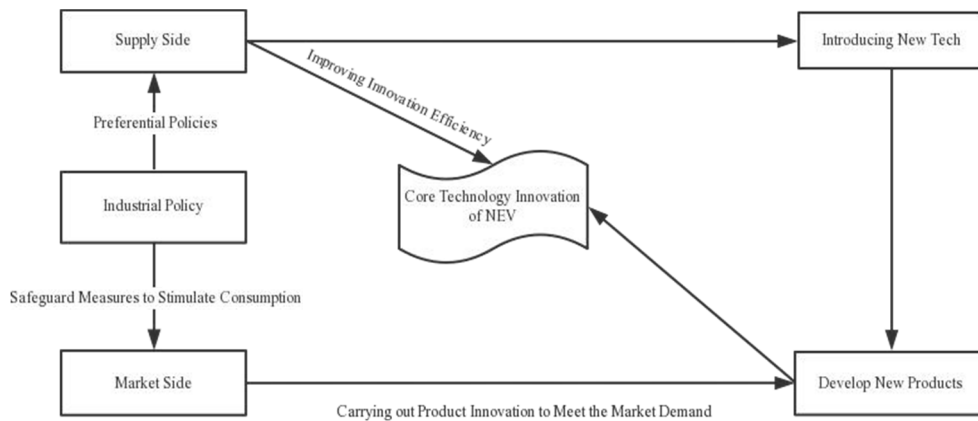 Supply Side
Introducing New Tech
Improving Innovation Efficiency
Preferential Policies
Core Technology Innovation
of NEV
Industrial Policy
Safeguard Measures to Stimulate Consumption
Market Side
Develop New Products
Carrying out Product Innovation to Meet the Market Demand